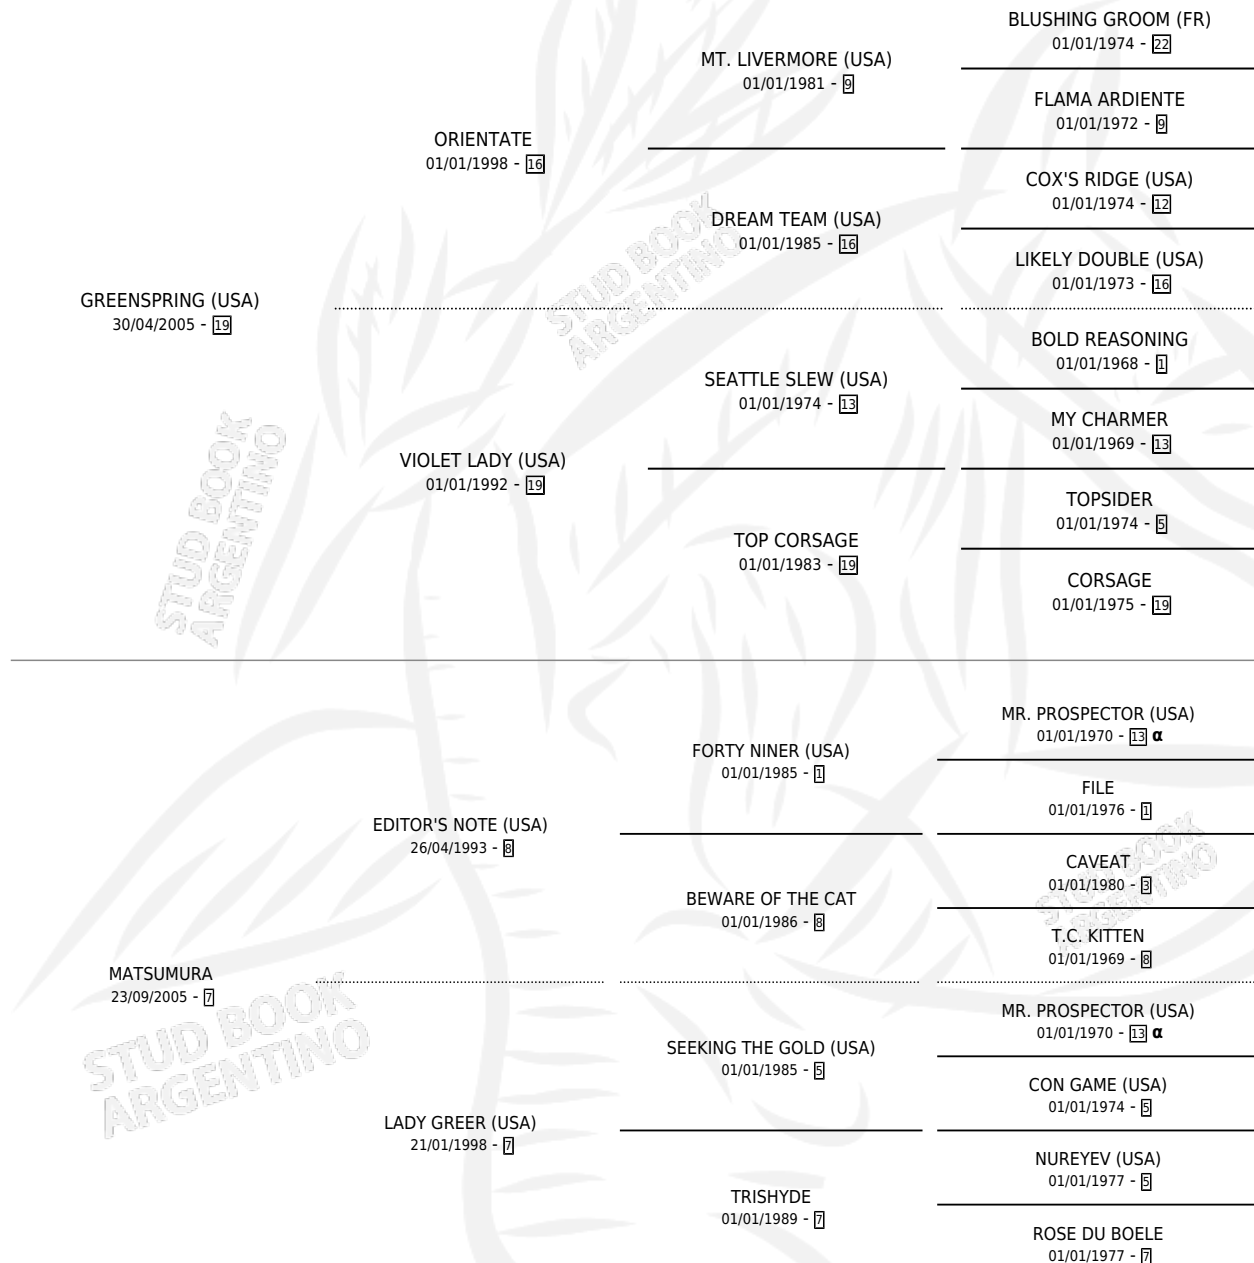 BLUSHING GROOM (FR)
01/01/1974 - 22
MT. LIVERMORE (USA)
01/01/1981 - 9
FLAMA ARDIENTE
01/01/1972 - 9
ORIENTATE
01/01/1998 - 16
COX'S RIDGE (USA)
01/01/1974 - 12
DREAM TEAM (USA)
01/01/1985 - 16
LIKELY DOUBLE (USA)
01/01/1973 - 16
STUD BOOK
ARGENTINO
GREENSPRING (USA)
30/04/2005 - 19
BOLD REASONING
01/01/1968 - 1
SEATTLE SLEW (USA)
01/01/1974 - 13
MY CHARMER
01/01/1969 - 13
VIOLET LADY (USA)
01/01/1992 - 19
TOPSIDER
01/01/1974 - 5
TOP CORSAGE
01/01/1983 - 19
CORSAGE
01/01/1975 - 19
STUD BOOK
ARGENTINO
MR. PROSPECTOR (USA)
01/01/1970 - 13 α
FORTY NINER (USA)
01/01/1985 - 1
FILE
01/01/1976 - 1
EDITOR'S NOTE (USA)
26/04/1993 - 8
CAVEAT
01/01/1980 - 3
BEWARE OF THE CAT
01/01/1986 - 8
T.C. KITTEN
01/01/1969 - 8
STUD BOOK
ARGENTINO
MATSUMURA
23/09/2005 - 7
MR. PROSPECTOR (USA)
01/01/1970 - 13 α
SEEKING THE GOLD (USA)
01/01/1985 - 5
CON GAME (USA)
01/01/1974 - 5
LADY GREER (USA)
21/01/1998 - 7
NUREYEV (USA)
01/01/1977 - 5
TRISHYDE
01/01/1989 - 7
ROSE DU BOELE
01/01/1977 - 7
STUD BOOK
ARGENTINO